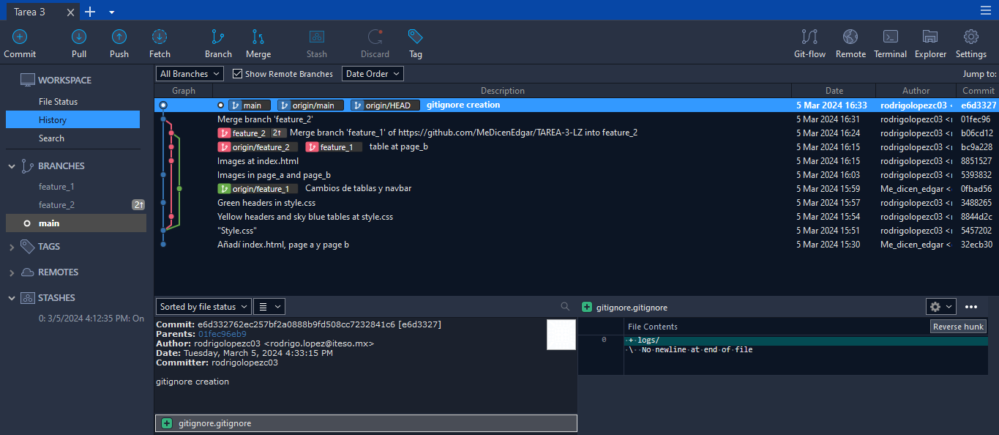 Tarea 3
Commit Pull Push Fetch Branch Merge Stash Discard Tag Git-flow Remote Terminal Explorer Settings
WORKSPACE
File Status
History
Search
BRANCHES
feature_1
feature_2 2↑
main
TAGS
REMOTES
STASHES
0: 3/5/2024 4:12:35 PM: On
All Branches Show Remote Branches Date Order Jump to:
Graph Description Date Author Commit
main origin/main origin/HEAD gitignore creation 5 Mar 2024 16:33 rodrigolopezc03 < e6d3327
Merge branch 'feature_2' 5 Mar 2024 16:31 rodrigolopezc03 <r 01fec96
feature_2 2↑ Merge branch 'feature_1' of https://github.com/MeDicenEdgar/TAREA-3-LZ into feature_2 5 Mar 2024 16:24 rodrigolopezc03 <r b06cd12
origin/feature_2 feature_1 table at page_b 5 Mar 2024 16:15 rodrigolopezc03 <r bc9a228
Images at index.html 5 Mar 2024 16:15 rodrigolopezc03 <r 8851527
Images in page_a and page_b 5 Mar 2024 16:03 rodrigolopezc03 <r 5393832
origin/feature_1 Cambios de tablas y navbar 5 Mar 2024 15:59 Me_dicen_edgar < 0fbad56
Green headers in style.css 5 Mar 2024 15:57 rodrigolopezc03 <r 3488265
Yellow headers and sky blue tables at style.css 5 Mar 2024 15:54 rodrigolopezc03 <r 8844d2c
"Style.css" 5 Mar 2024 15:51 rodrigolopezc03 <r 5457202
Añadí index.html, page a y page b 5 Mar 2024 15:30 Me_dicen_edgar < 32ecb30
Sorted by file status
Commit: e6d332762ec257bf2a0888b9fd508cc7232841c6 [e6d3327]
Parents: 01fec96eb9
Author: rodrigolopezc03 <rodrigo.lopez@iteso.mx>
Date: Tuesday, March 5, 2024 4:33:15 PM
Committer: rodrigolopezc03
gitignore creation
gitignore.gitignore
gitignore.gitignore
File Contents Reverse hunk
0 + logs/
\ No newline at end of file